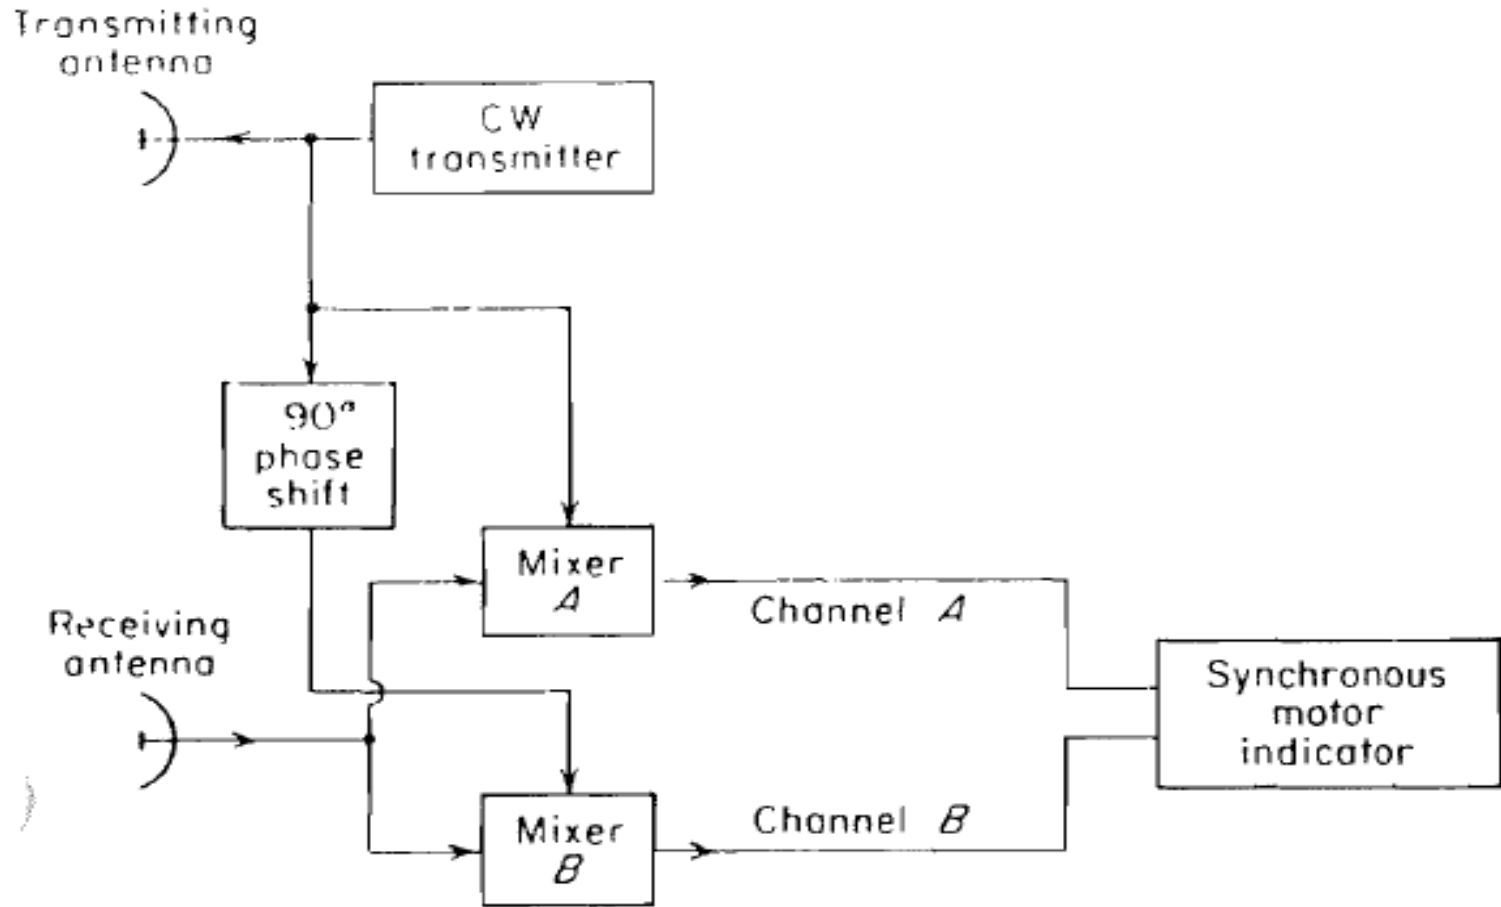 Transmitting
antenna
CW
transmitter
90°
phase
shift
Mixer
A
Channel A
Receiving
antenna
Synchronous
motor
indicator
Mixer
B
Channel B